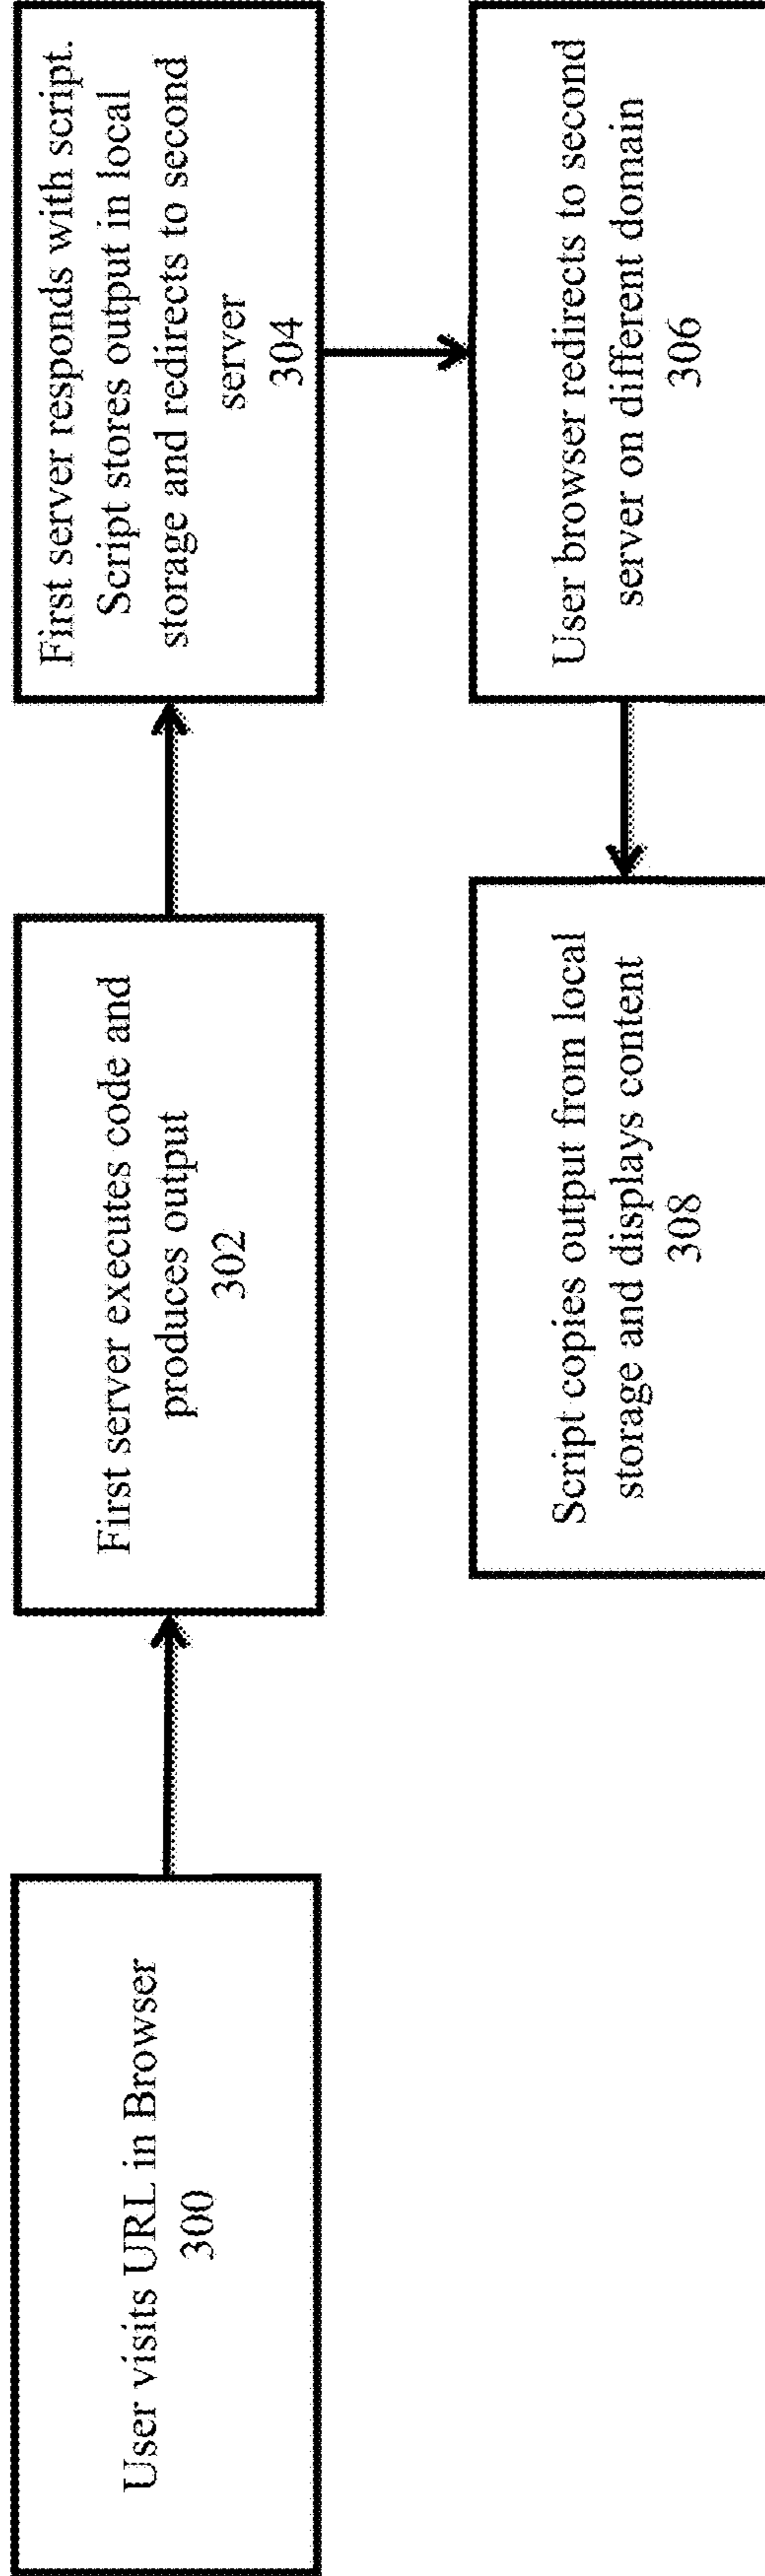 User visits URL in Browser
300
First server executes code and
produces output
302
First server responds with script.
Script stores output in local
storage and redirects to second
server
304
User browser redirects to second
server on different domain
306
Script copies output from local
storage and displays content
308